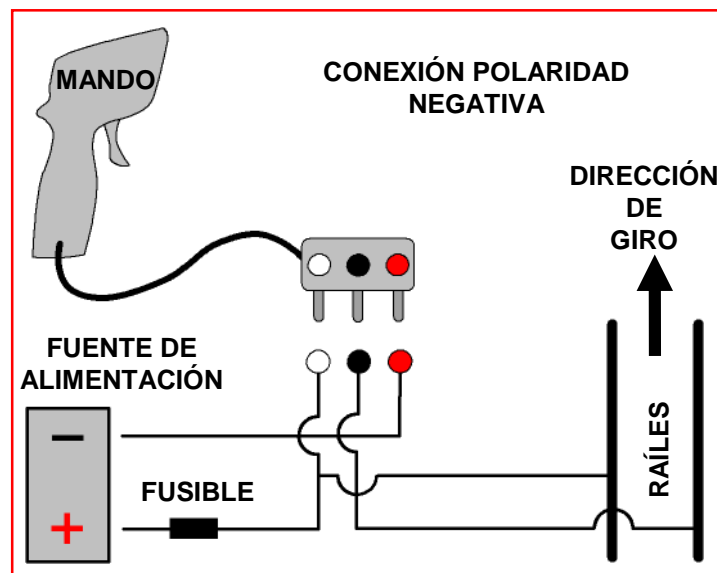 MANDO
CONEXIÓN POLARIDAD
NEGATIVA
DIRECCIÓN
DE
GIRO
FUENTE DE
ALIMENTACIÓN
−
+
FUSIBLE
RAÍLES